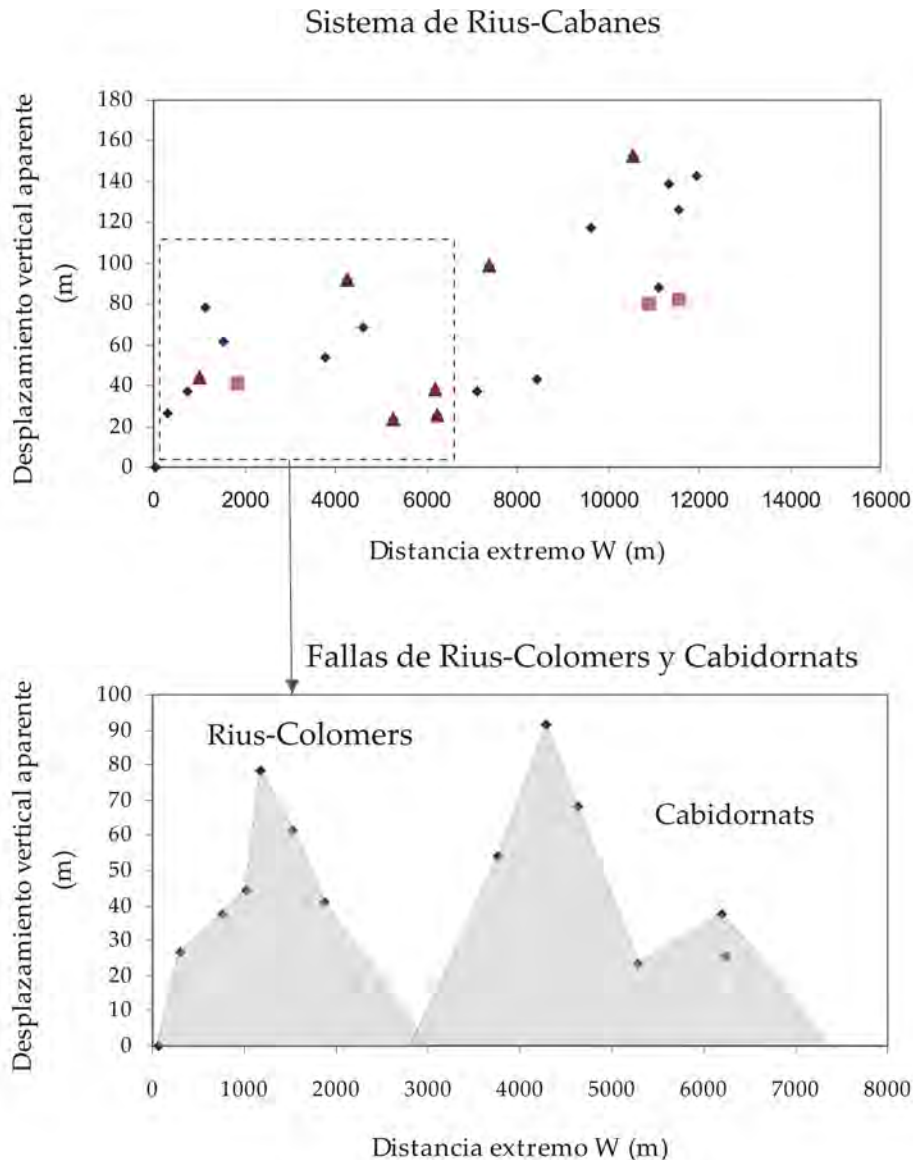 Sistema de Rius-Cabanes
Desplazamiento vertical aparente
(m)
180
160
140
120
100
80
60
40
20
0
0 2000 4000 6000 8000 10000 12000 14000 16000
Distancia extremo W (m)
Fallas de Rius-Colomers y Cabidornats
Desplazamiento vertical aparente
(m)
100
90
80
70
60
50
40
30
20
10
0
Rius-Colomers
Cabidornats
0 1000 2000 3000 4000 5000 6000 7000 8000
Distancia extremo W (m)